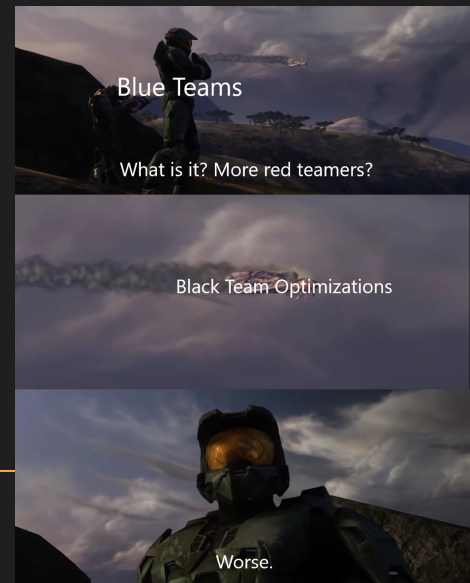 Blue Teams
What is it? More red teamers?
Black Team Optimizations
Worse.